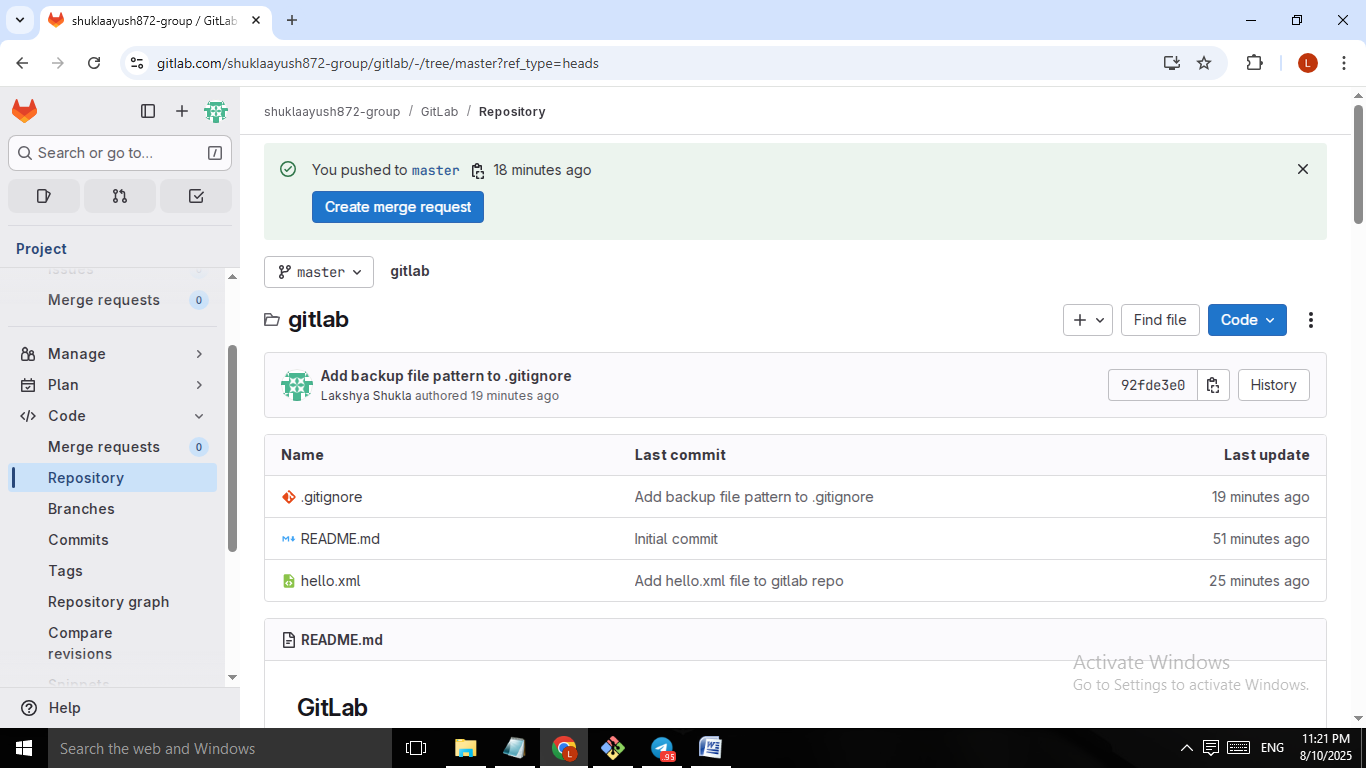 shuklaayush872-group / GitLab
gitlab.com/shuklaayush872-group/gitlab/-/tree/master?ref_type=heads
L
shuklaayush872-group / GitLab / Repository
Search or go to... /
You pushed to master 18 minutes ago
Create merge request
Project
Issues 0
Merge requests 0
master gitlab
gitlab
Find file
Code
Manage
Plan
Code
Merge requests 0
Repository
Branches
Commits
Tags
Repository graph
Compare
revisions
Snippets
Help
Add backup file pattern to .gitignore
Lakshya Shukla authored 19 minutes ago
92fde3e0
History
Name Last commit Last update
.gitignore Add backup file pattern to .gitignore 19 minutes ago
README.md Initial commit 51 minutes ago
hello.xml Add hello.xml file to gitlab repo 25 minutes ago
README.md
GitLab
Activate Windows
Go to Settings to activate Windows.
Search the web and Windows
L
.95
ENG
11:21 PM
8/10/2025